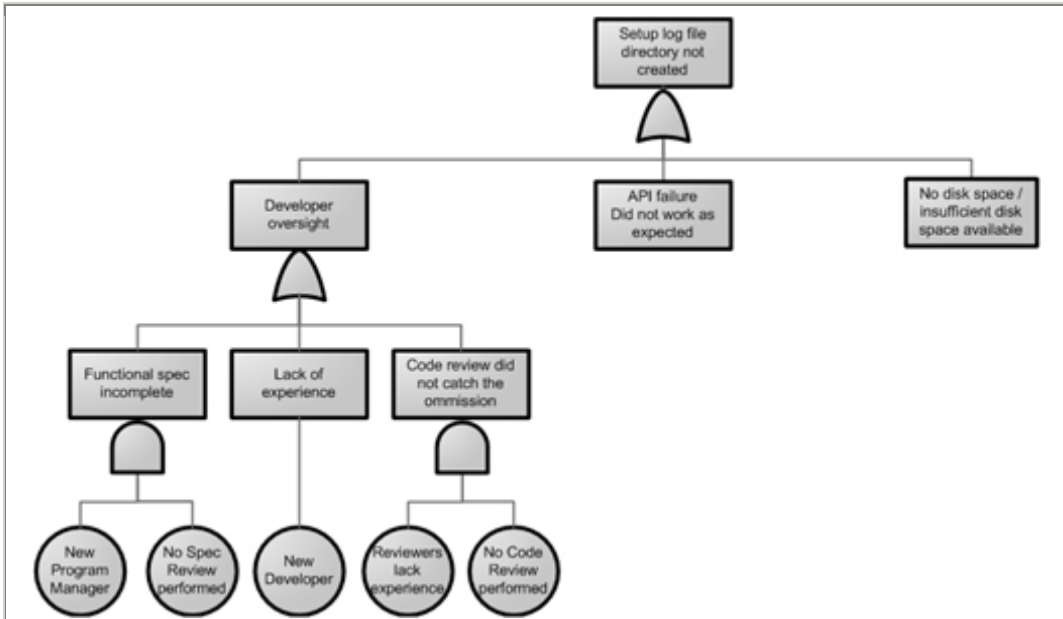 Setup log file
directory not
created
Developer
oversight
API failure
Did not work as
expected
No disk space /
insufficient disk
space available
Functional spec
incomplete
Lack of
experience
Code review did
not catch the
ommission
New
Program
Manager
No Spec
Review
performed
New
Developer
Reviewers
lack
experience
No Code
Review
performed